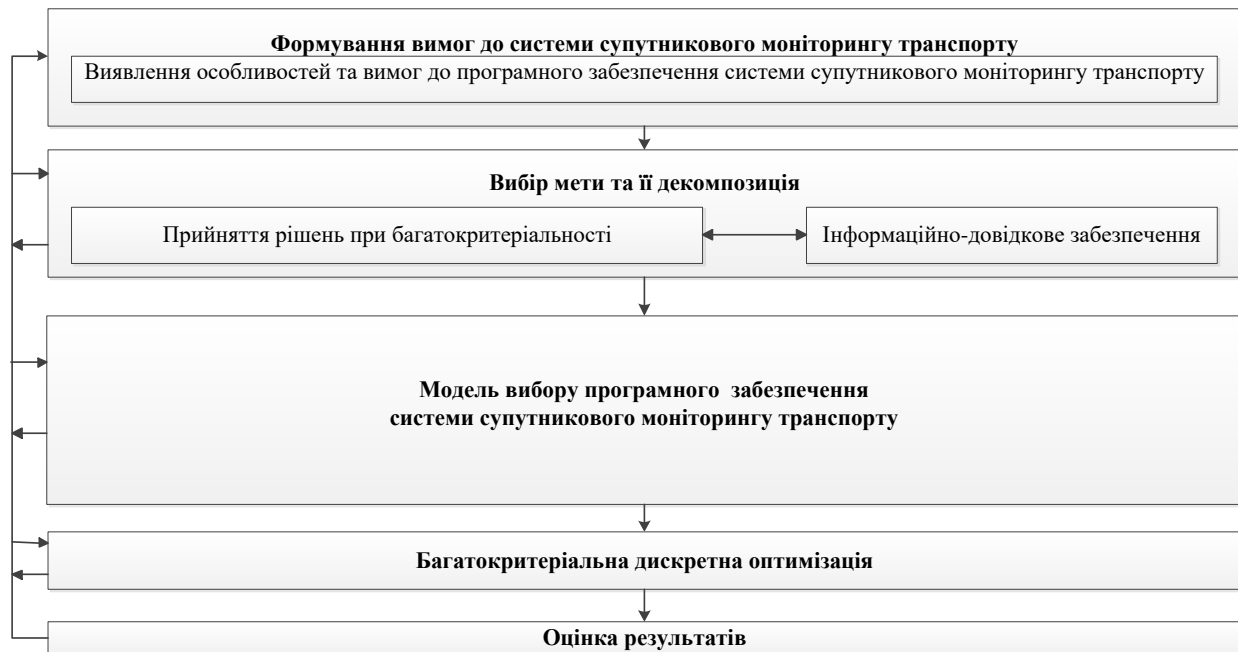 Формування вимог до системи супутникового моніторингу транспорту
Виявлення особливостей та вимог до програмного забезпечення системи супутникового моніторингу транспорту
Вибір мети та її декомпозиція
Прийняття рішень при багатокритеріальності
Інформаційно-довідкове забезпечення
Модель вибору програмного забезпечення
системи супутникового моніторингу транспорту
Багатокритеріальна дискретна оптимізація
Оцінка результатів